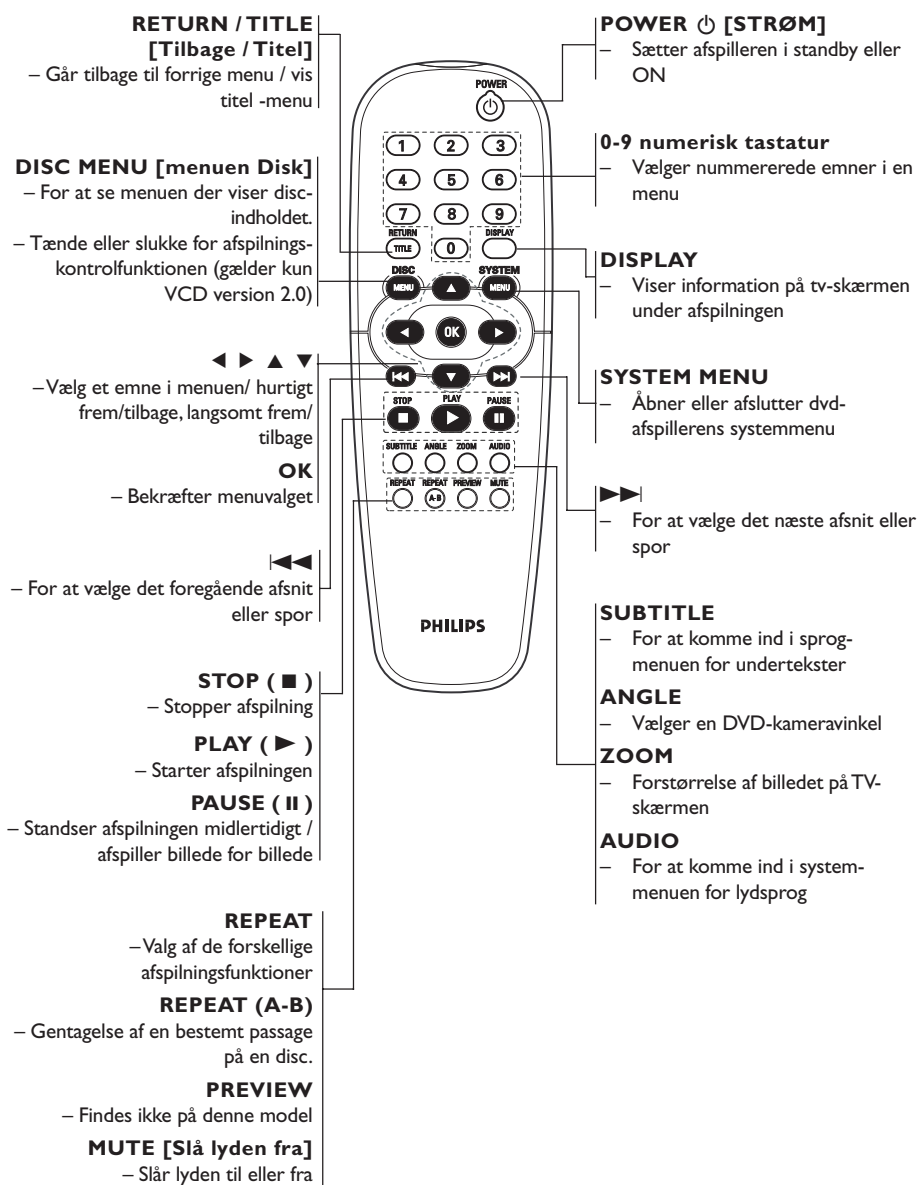 RETURN / TITLE
[Tilbage / Titel]
– Går tilbage til forrige menu / vis
titel -menu
DISC MENU [menuen Disk]
– For at se menuen der viser disc-
indholdet.
– Tænde eller slukke for afspilnings-
kontrolfunktionen (gælder kun
VCD version 2.0)
◀ ▶ ▲ ▼
– Vælg et emne i menuen/ hurtigt
frem/tilbage, langsomt frem/
tilbage
OK
– Bekræfter menuvalget
|◀◀
– For at vælge det foregående afsnit
eller spor
STOP ( ■ )
– Stopper afspilning
PLAY ( ▶ )
– Starter afspilningen
PAUSE ( II )
– Standser afspilningen midlertidigt /
afspiller billede for billede
REPEAT
– Valg af de forskellige
afspilningsfunktioner
REPEAT (A-B)
– Gentagelse af en bestemt passage
på en disc.
PREVIEW
– Findes ikke på denne model
MUTE [Slå lyden fra]
– Slår lyden til eller fra
POWER
1 2 3
4 5 6
7 8 9
RETURN DISPLAY
TITLE 0
DISC SYSTEM
MENU ▲ MENU
◀ OK ▶
|◀◀ ▼ ▶▶|
STOP PLAY PAUSE
SUBTITLE ANGLE ZOOM AUDIO
REPEAT REPEAT PREVIEW MUTE
A-B
PHILIPS
POWER ⏻ [STRØM]
– Sætter afspilleren i standby eller
ON
0-9 numerisk tastatur
– Vælger nummererede emner i en
menu
DISPLAY
– Viser information på tv-skærmen
under afspilningen
SYSTEM MENU
– Åbner eller afslutter dvd-
afspillerens systemmenu
▶▶|
– For at vælge det næste afsnit eller
spor
SUBTITLE
– For at komme ind i sprog-
menuen for undertekster
ANGLE
– Vælger en DVD-kameravinkel
ZOOM
– Forstørrelse af billedet på TV-
skærmen
AUDIO
– For at komme ind i system-
menuen for lydsprog